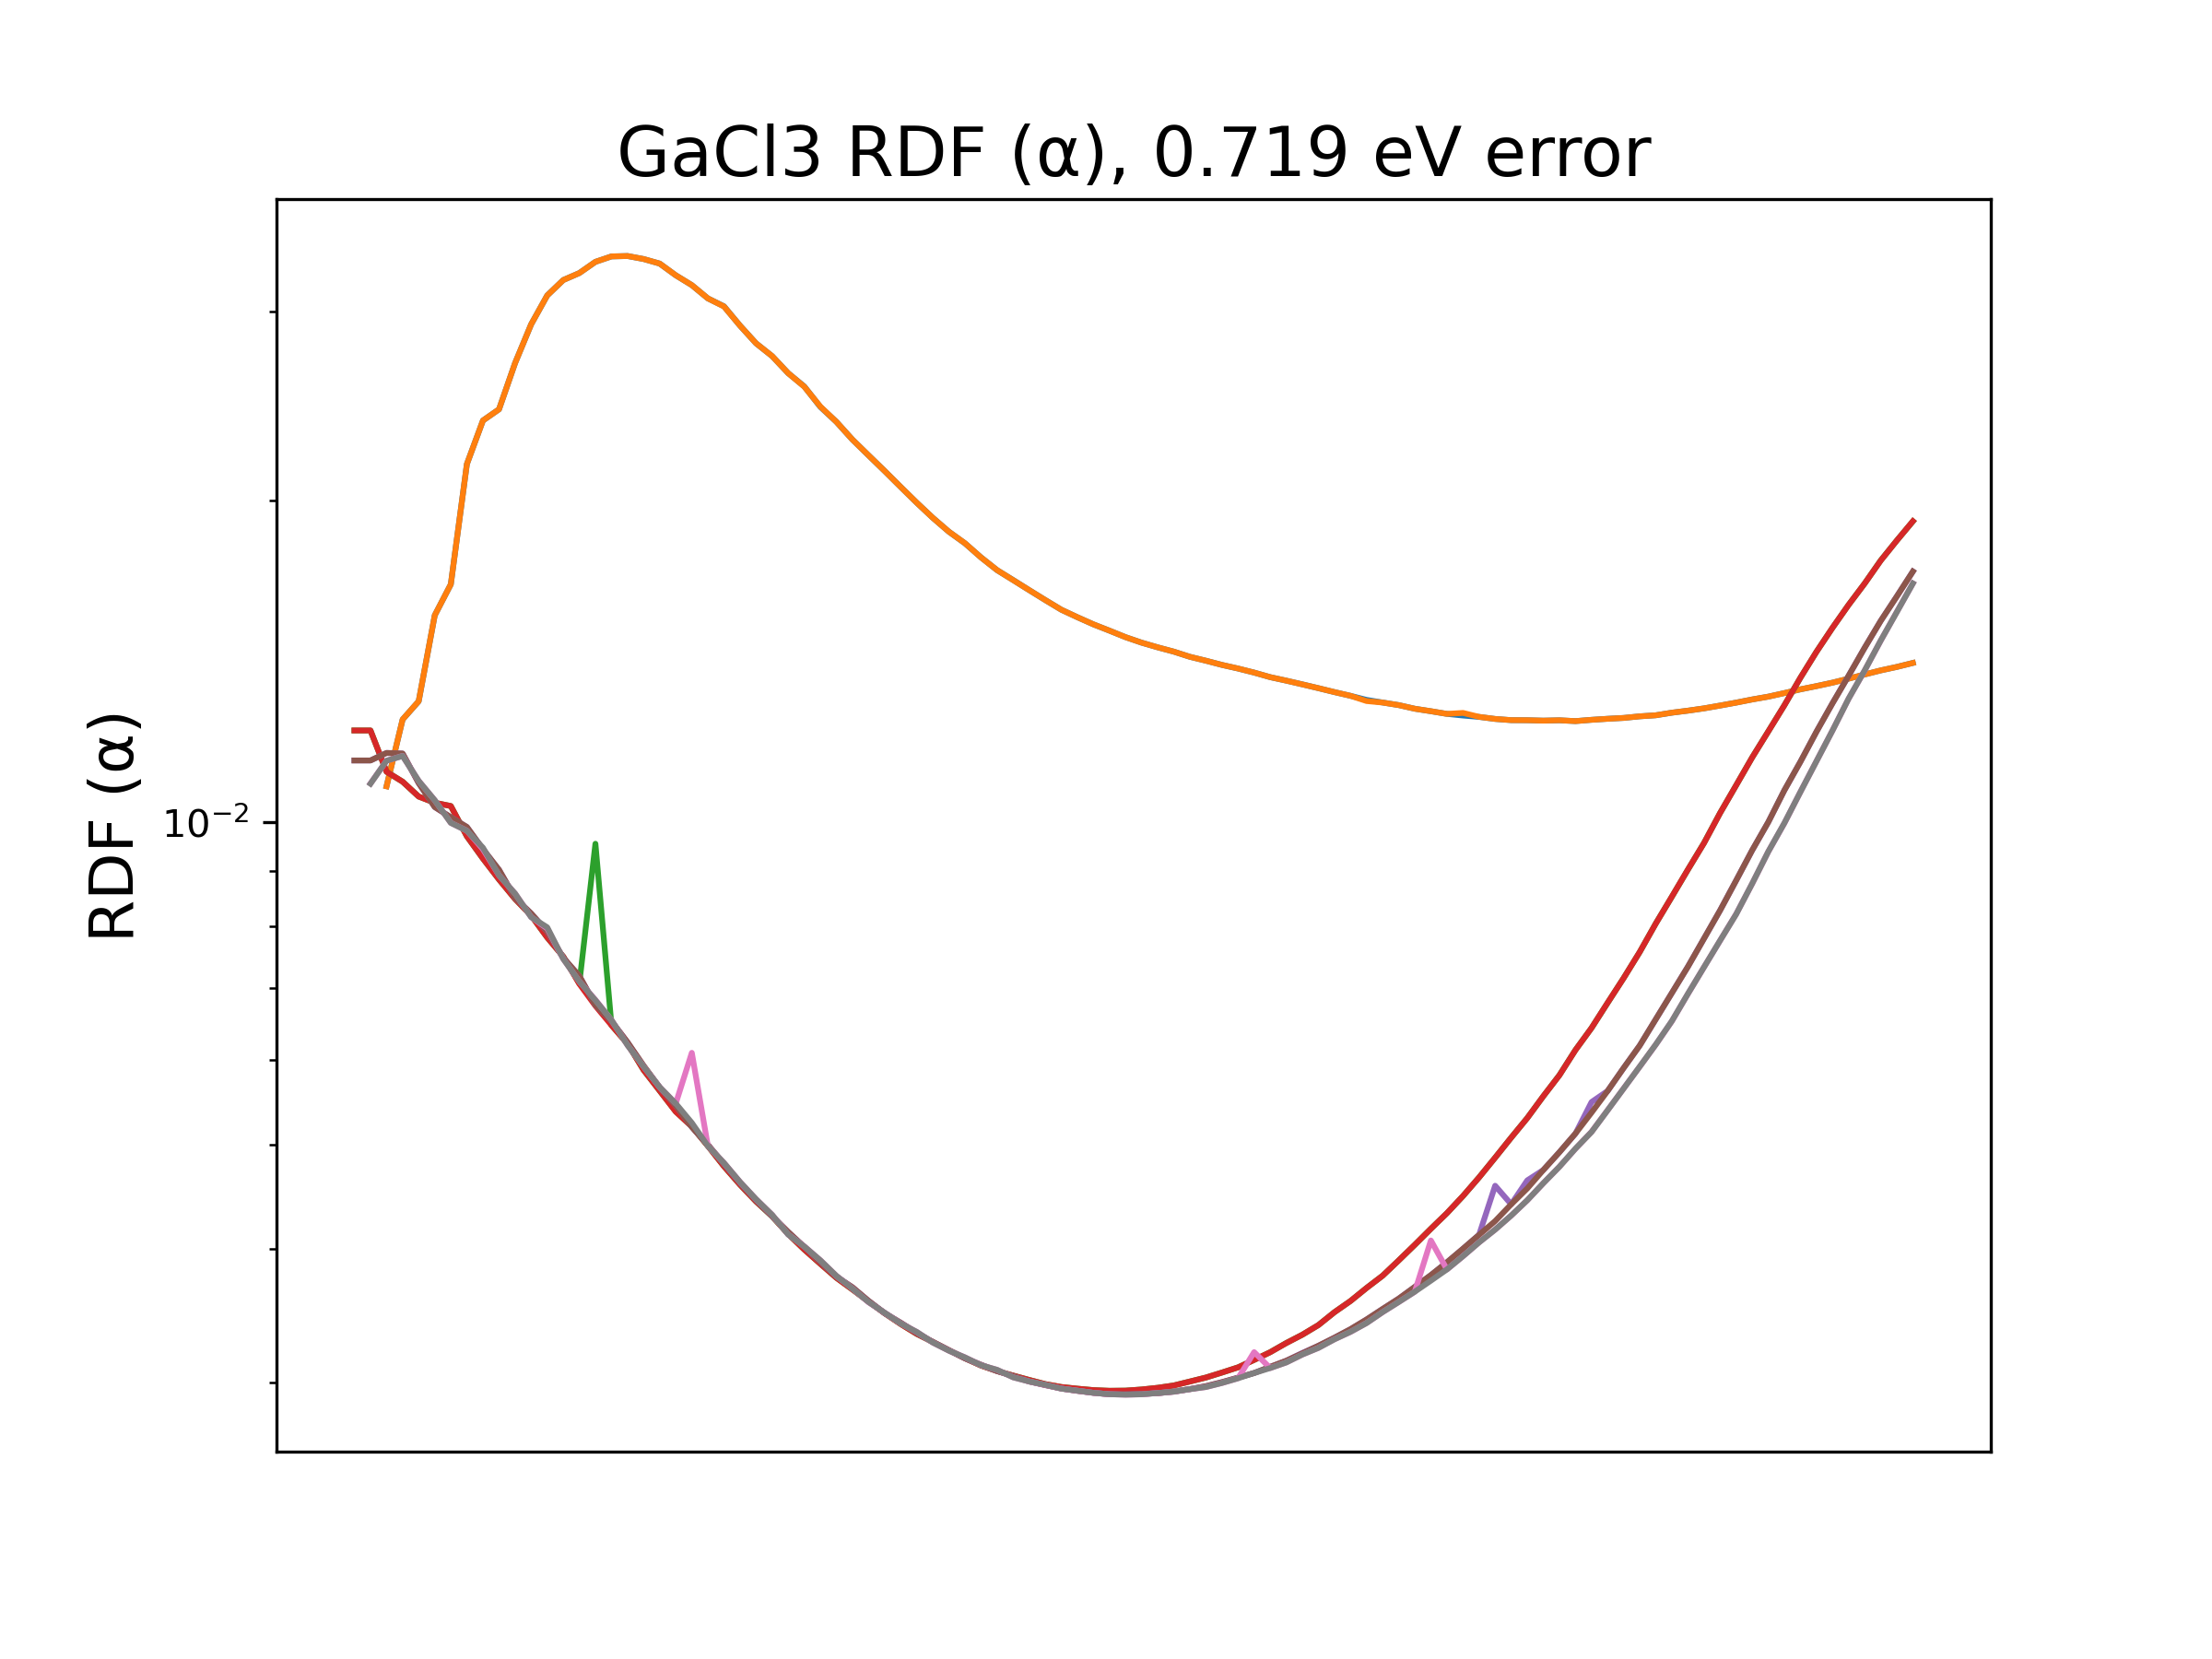 GaCl3 RDF (α), 0.719 eV error
RDF (α)
10⁻²